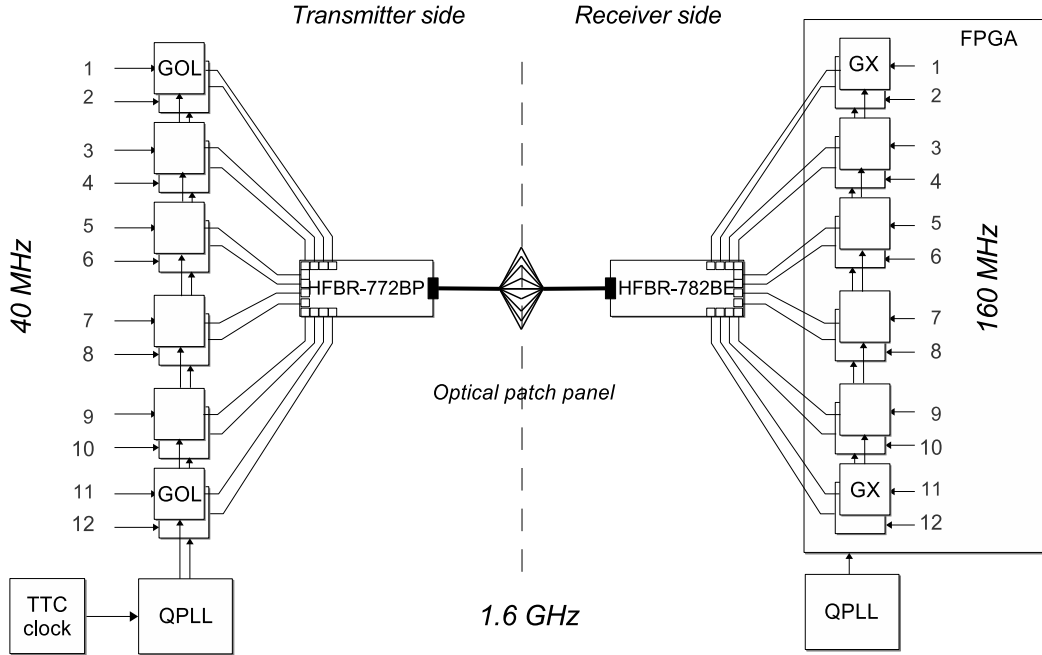 Transmitter side
Receiver side
FPGA
GOL
GX
1
2
3
4
5
6
7
8
9
10
11
12
40 MHz
HFBR-772BP
HFBR-782BE
Optical patch panel
1
2
3
4
5
6
7
8
9
10
11
12
160 MHz
GOL
GX
TTC
clock
QPLL
1.6 GHz
QPLL